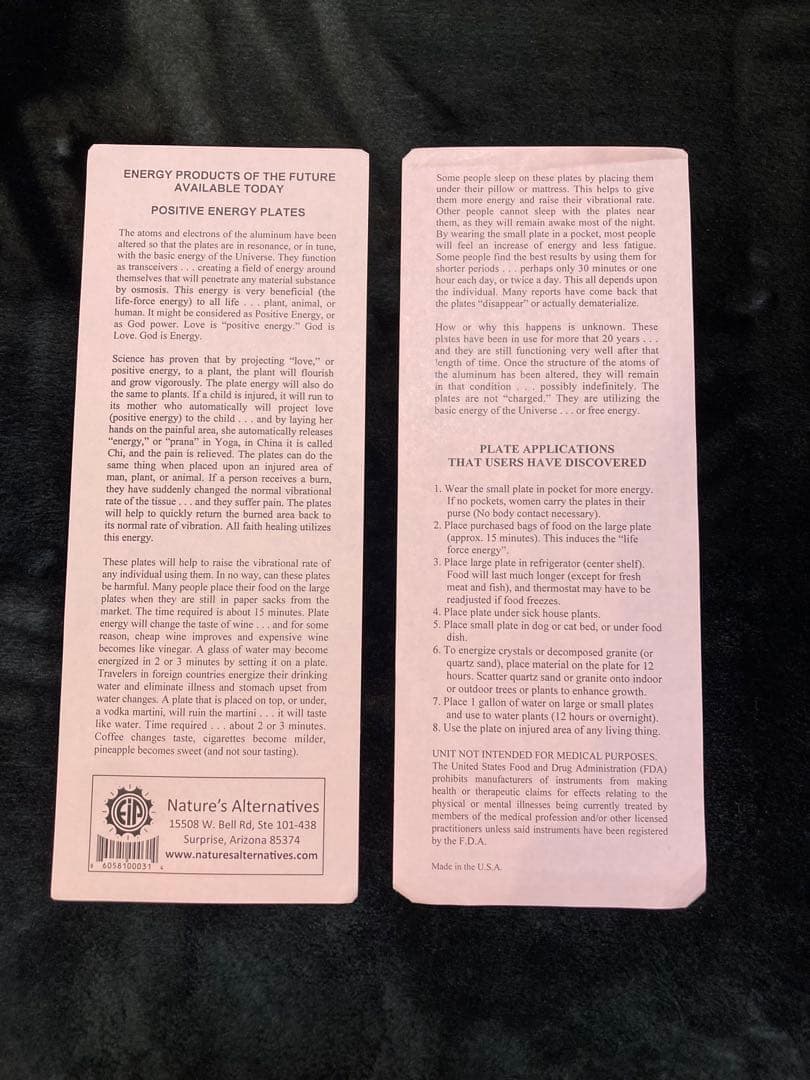 ENERGY PRODUCTS OF THE FUTURE
AVAILABLE TODAY
POSITIVE ENERGY PLATES
The atoms and electrons of the aluminum have been
altered so that the plates are in resonance, or in tune,
with the basic energy of the Universe. They function
as transceivers . . . creating a field of energy around
themselves that will penetrate any material substance
by osmosis. This energy is very beneficial (the
life-force energy) to all life . . . plant, animal, or
human. It might be considered as Positive Energy, or
as God power. Love is “positive energy.” God is
Love. God is Energy.
Science has proven that by projecting “love,” or
positive energy, to a plant, the plant will flourish
and grow vigorously. The plate energy will also do
the same to plants. If a child is injured, it will run to
its mother who automatically will project love
(positive energy) to the child . . . and by laying her
hands on the painful area, she automatically releases
“energy,” or “prana” in Yoga, in China it is called
Chi, and the pain is relieved. The plates can do the
same thing when placed upon an injured area of
man, plant, or animal. If a person receives a burn,
they have suddenly changed the normal vibrational
rate of the tissue . . . and they suffer pain. The plates
will help to quickly return the burned area back to
its normal rate of vibration. All faith healing utilizes
this energy.
These plates will help to raise the vibrational rate of
any individual using them. In no way, can these plates
be harmful. Many people place their food on the large
plates when they are still in paper sacks from the
market. The time required is about 15 minutes. Plate
energy will change the taste of wine . . . and for some
reason, cheap wine improves and expensive wine
becomes like vinegar. A glass of water may become
energized in 2 or 3 minutes by setting it on a plate.
Travelers in foreign countries energize their drinking
water and eliminate illness and stomach upset from
water changes. A plate that is placed on top, or under,
a vodka martini, will ruin the martini . . . it will taste
like water. Time required . . . about 2 or 3 minutes.
Coffee changes taste, cigarettes become milder,
pineapple becomes sweet (and not sour tasting).
EIP
Nature's Alternatives
15508 W. Bell Rd, Ste 101-438
Surprise, Arizona 85374
www.naturesalternatives.com
6058100031
Some people sleep on these plates by placing them
under their pillow or mattress. This helps to give
them more energy and raise their vibrational rate.
Other people cannot sleep with the plates near
them, as they will remain awake most of the night.
By wearing the small plate in a pocket, most people
will feel an increase of energy and less fatigue.
Some people find the best results by using them for
shorter periods . . . perhaps only 30 minutes or one
hour each day, or twice a day. This all depends upon
the individual. Many reports have come back that
the plates “disappear” or actually dematerialize.
How or why this happens is unknown. These
plates have been in use for more that 20 years . . .
and they are still functioning very well after that
length of time. Once the structure of the atoms of
the aluminum has been altered, they will remain
in that condition . . . possibly indefinitely. The
plates are not “charged.” They are utilizing the
basic energy of the Universe . . . or free energy.
PLATE APPLICATIONS
THAT USERS HAVE DISCOVERED
1. Wear the small plate in pocket for more energy.
If no pockets, women carry the plates in their
purse (No body contact necessary).
2. Place purchased bags of food on the large plate
(approx. 15 minutes). This induces the “life
force energy”.
3. Place large plate in refrigerator (center shelf).
Food will last much longer (except for fresh
meat and fish), and thermostat may have to be
readjusted if food freezes.
4. Place plate under sick house plants.
5. Place small plate in dog or cat bed, or under food
dish.
6. To energize crystals or decomposed granite (or
quartz sand), place material on the plate for 12
hours. Scatter quartz sand or granite onto indoor
or outdoor trees or plants to enhance growth.
7. Place 1 gallon of water on large or small plates
and use to water plants (12 hours or overnight).
8. Use the plate on injured area of any living thing.
UNIT NOT INTENDED FOR MEDICAL PURPOSES.
The United States Food and Drug Administration (FDA)
prohibits manufacturers of instruments from making
health or therapeutic claims for effects relating to the
physical or mental illnesses being currently treated by
members of the medical profession and/or other licensed
practitioners unless said instruments have been registered
by the F.D.A.
Made in the U.S.A.